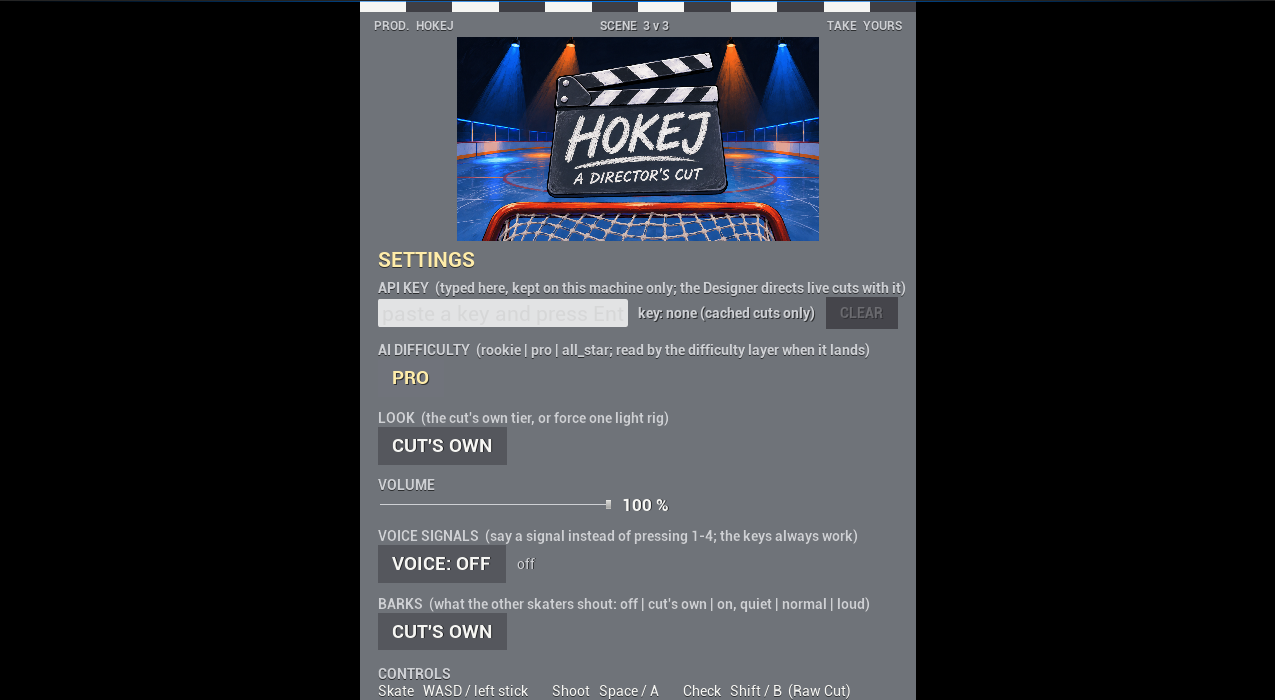 PROD. HOKEJ SCENE 3 v 3 TAKE YOURS
HOKEJ
A DIRECTOR'S CUT
SETTINGS
API KEY (typed here, kept on this machine only; the Designer directs live cuts with it)
paste a key and press Ent key: none (cached cuts only) CLEAR
AI DIFFICULTY (rookie | pro | all_star; read by the difficulty layer when it lands)
PRO
LOOK (the cut's own tier, or force one light rig)
CUT'S OWN
VOLUME
100 %
VOICE SIGNALS (say a signal instead of pressing 1-4; the keys always work)
VOICE: OFF off
BARKS (what the other skaters shout: off | cut's own | on, quiet | normal | loud)
CUT'S OWN
CONTROLS
Skate WASD / left stick Shoot Space / A Check Shift / B (Raw Cut)